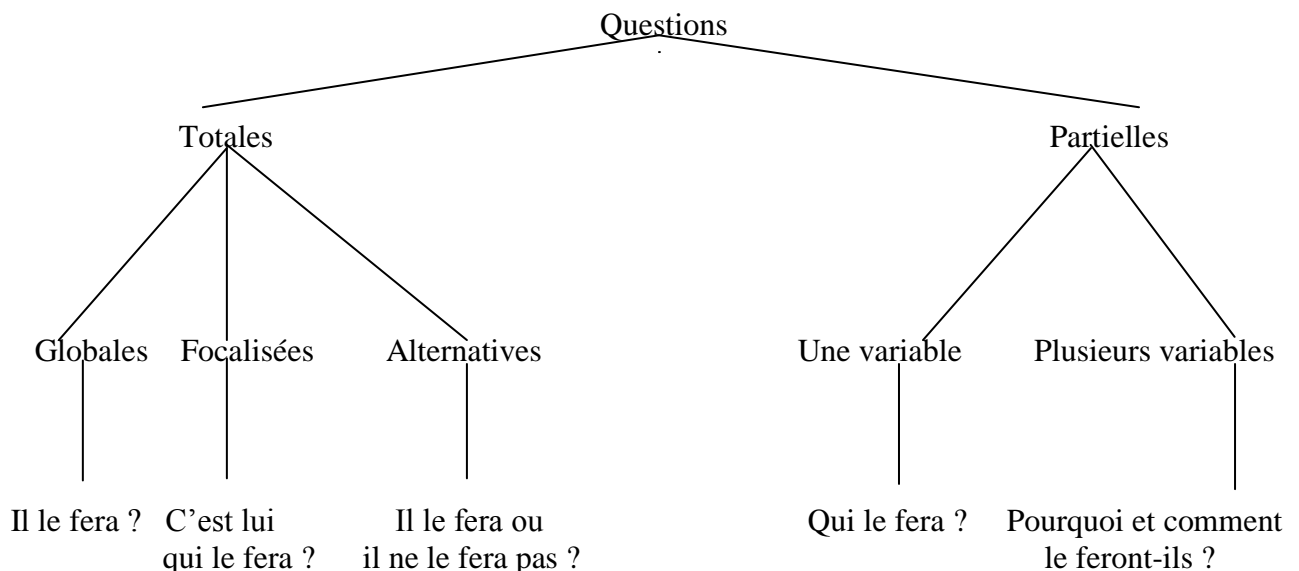 Questions
Totales Partielles
Globales Focalisées Alternatives Une variable Plusieurs variables
Il le fera ? C’est lui Il le fera ou Qui le fera ? Pourquoi et comment
qui le fera ? il ne le fera pas ? le feront-ils ?